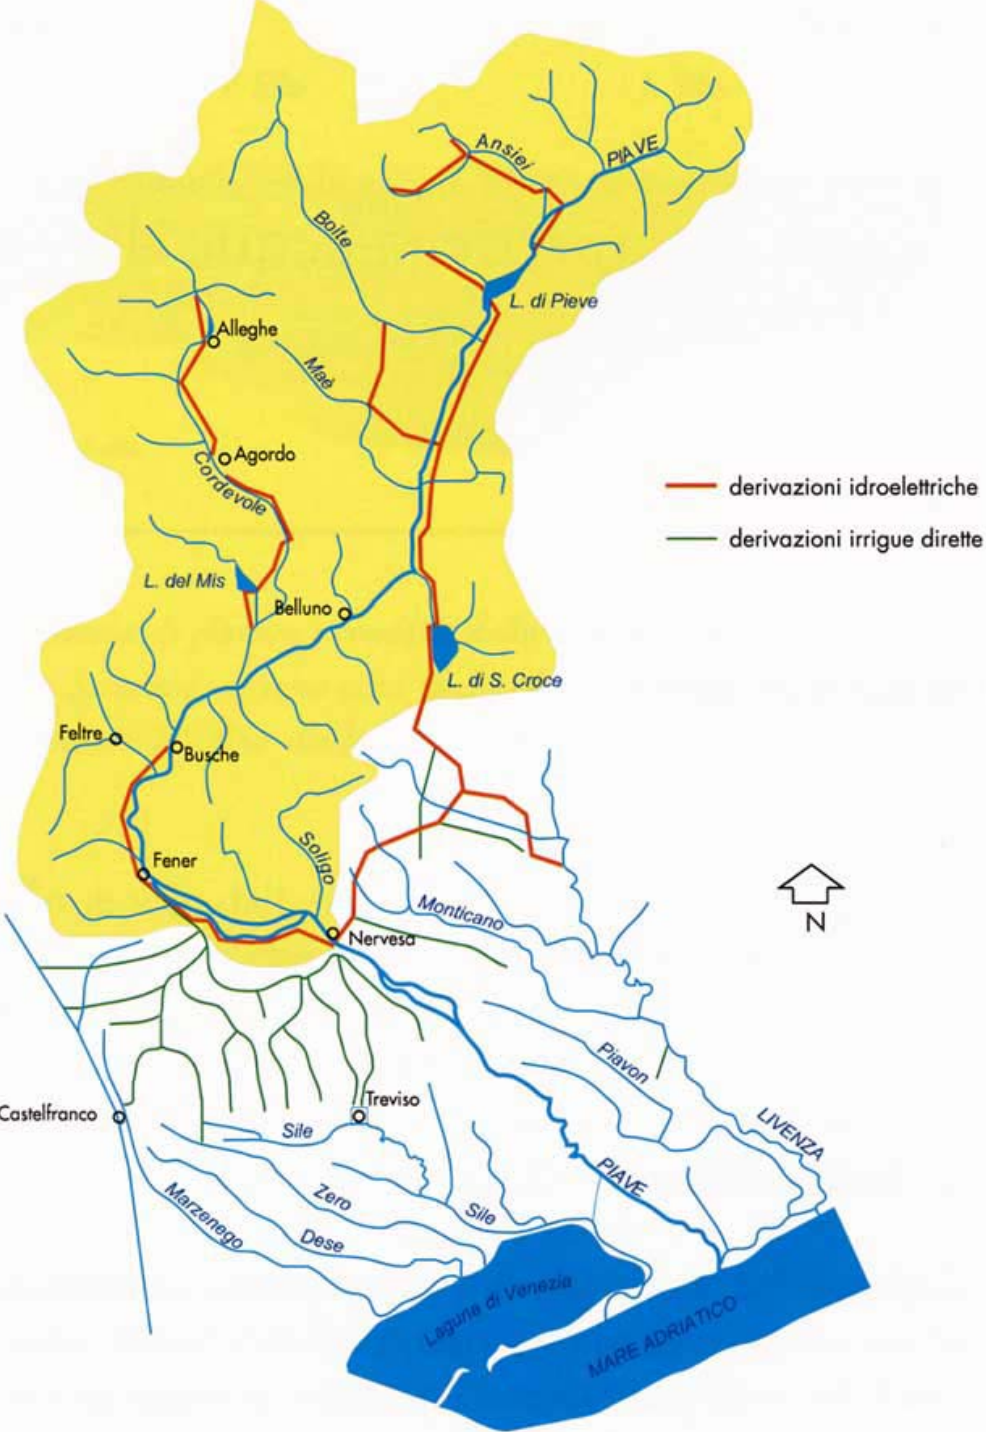 Ansiei
PIAVE
Boite
L. di Pieve
Alleghe
Maè
Agordo
Cordevole
derivazioni idroelettriche
derivazioni irrigue dirette
L. del Mis
Belluno
L. di S. Croce
Feltre
Busche
Soligo
Fener
Monticano
N
Nervesa
Piavon
Castelfranco
Treviso
Sile
LIVENZA
PIAVE
Zero
Sile
Marzenego
Dese
Lagune di Venezia
MARE ADRIATICO